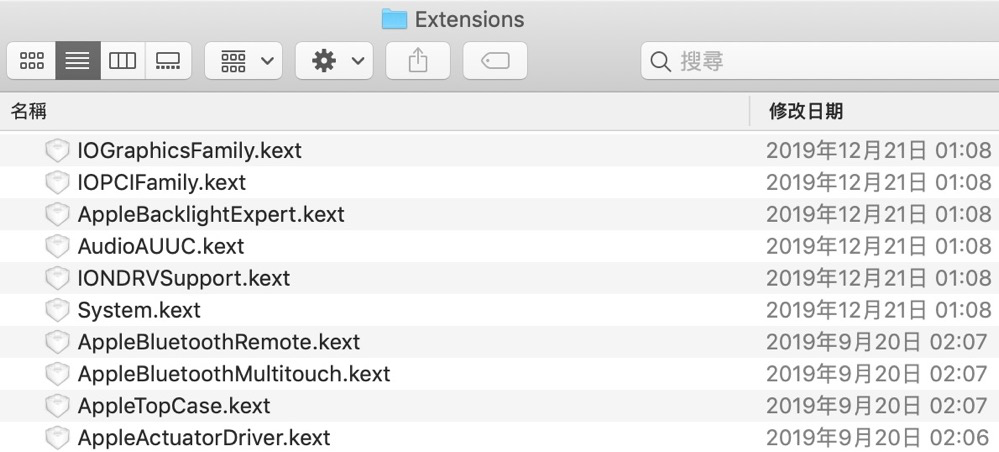 Extensions
搜尋
名稱 修改日期
IOGraphicsFamily.kext 2019年12月21日 01:08
IOPCIFamily.kext 2019年12月21日 01:08
AppleBacklightExpert.kext 2019年12月21日 01:08
AudioAUUC.kext 2019年12月21日 01:08
IONDRVSupport.kext 2019年12月21日 01:08
System.kext 2019年12月21日 01:08
AppleBluetoothRemote.kext 2019年9月20日 02:07
AppleBluetoothMultitouch.kext 2019年9月20日 02:07
AppleTopCase.kext 2019年9月20日 02:07
AppleActuatorDriver.kext 2019年9月20日 02:06